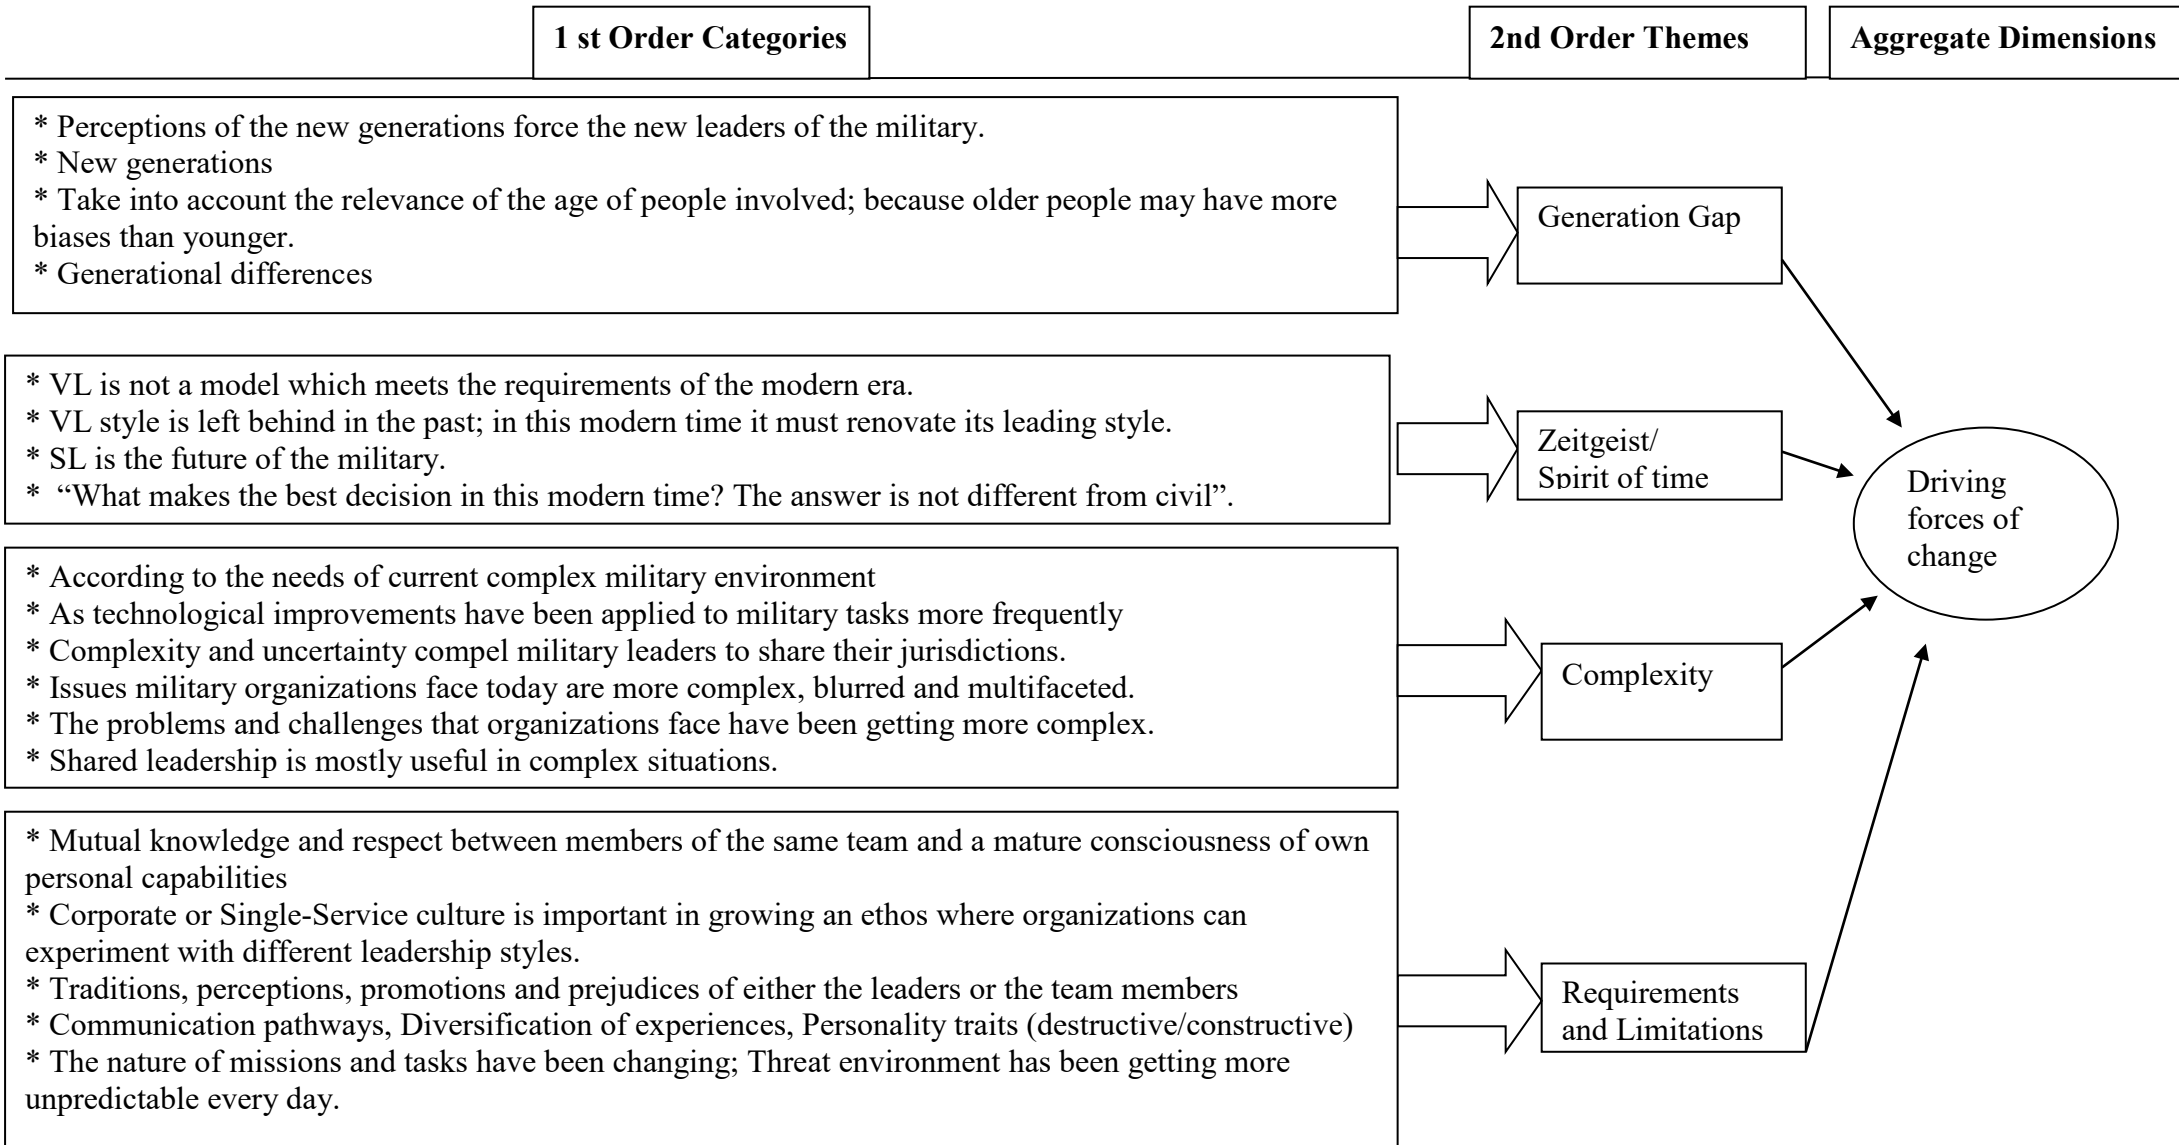 1 st Order Categories
2nd Order Themes
Aggregate Dimensions
* Perceptions of the new generations force the new leaders of the military.
* New generations
* Take into account the relevance of the age of people involved; because older people may have more
biases than younger.
* Generational differences
Generation Gap
* VL is not a model which meets the requirements of the modern era.
* VL style is left behind in the past; in this modern time it must renovate its leading style.
* SL is the future of the military.
* “What makes the best decision in this modern time? The answer is not different from civil”.
Zeitgeist/
Spirit of time
Driving
forces of
change
* According to the needs of current complex military environment
* As technological improvements have been applied to military tasks more frequently
* Complexity and uncertainty compel military leaders to share their jurisdictions.
* Issues military organizations face today are more complex, blurred and multifaceted.
* The problems and challenges that organizations face have been getting more complex.
* Shared leadership is mostly useful in complex situations.
Complexity
* Mutual knowledge and respect between members of the same team and a mature consciousness of own
personal capabilities
* Corporate or Single-Service culture is important in growing an ethos where organizations can
experiment with different leadership styles.
* Traditions, perceptions, promotions and prejudices of either the leaders or the team members
* Communication pathways, Diversification of experiences, Personality traits (destructive/constructive)
* The nature of missions and tasks have been changing; Threat environment has been getting more
unpredictable every day.
Requirements
and Limitations